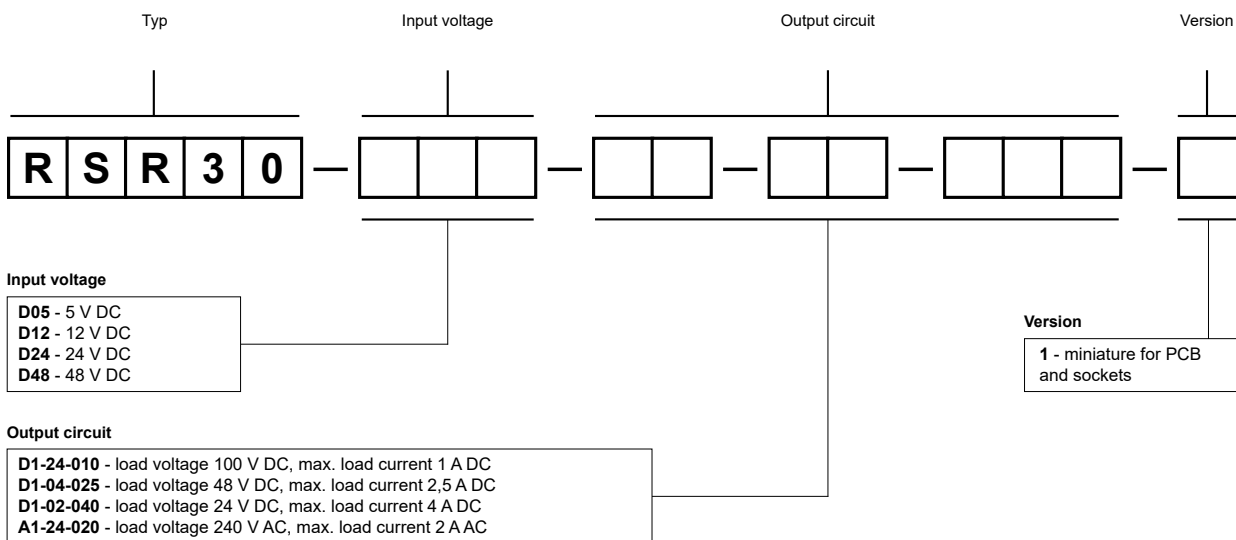 Typ Input voltage Output circuit Version
RSR30 — — — — —
Input voltage
D05 - 5 V DC
D12 - 12 V DC
D24 - 24 V DC
D48 - 48 V DC
Version
1 - miniature for PCB
and sockets
Output circuit
D1-24-010 - load voltage 100 V DC, max. load current 1 A DC
D1-04-025 - load voltage 48 V DC, max. load current 2,5 A DC
D1-02-040 - load voltage 24 V DC, max. load current 4 A DC
A1-24-020 - load voltage 240 V AC, max. load current 2 A AC